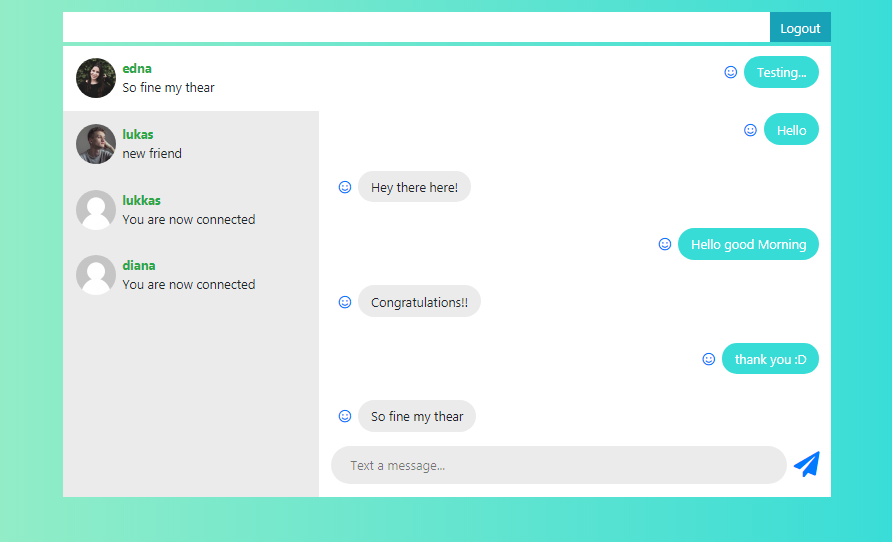 Logout
edna
So fine my thear
lukas
new friend
lukkas
You are now connected
diana
You are now connected
Testing...
Hello
Hey there here!
Hello good Morning
Congratulations!!
thank you :D
So fine my thear
Text a message...